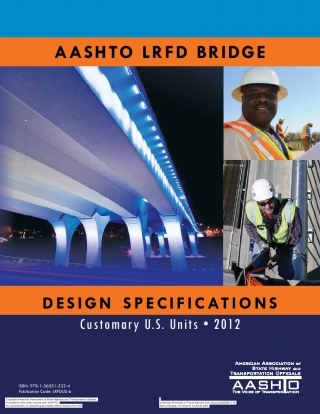 AASHTO LRFD BRIDGE
DESIGN SPECIFICATIONS
Customary U.S. Units • 2012
ISBN: 978-1-56051-523-4
Publication Code: LRFDUS-6
AMERICAN ASSOCIATION OF
STATE HIGHWAY AND
TRANSPORTATION OFFICIALS
AASHTO
THE VOICE OF TRANSPORTATION